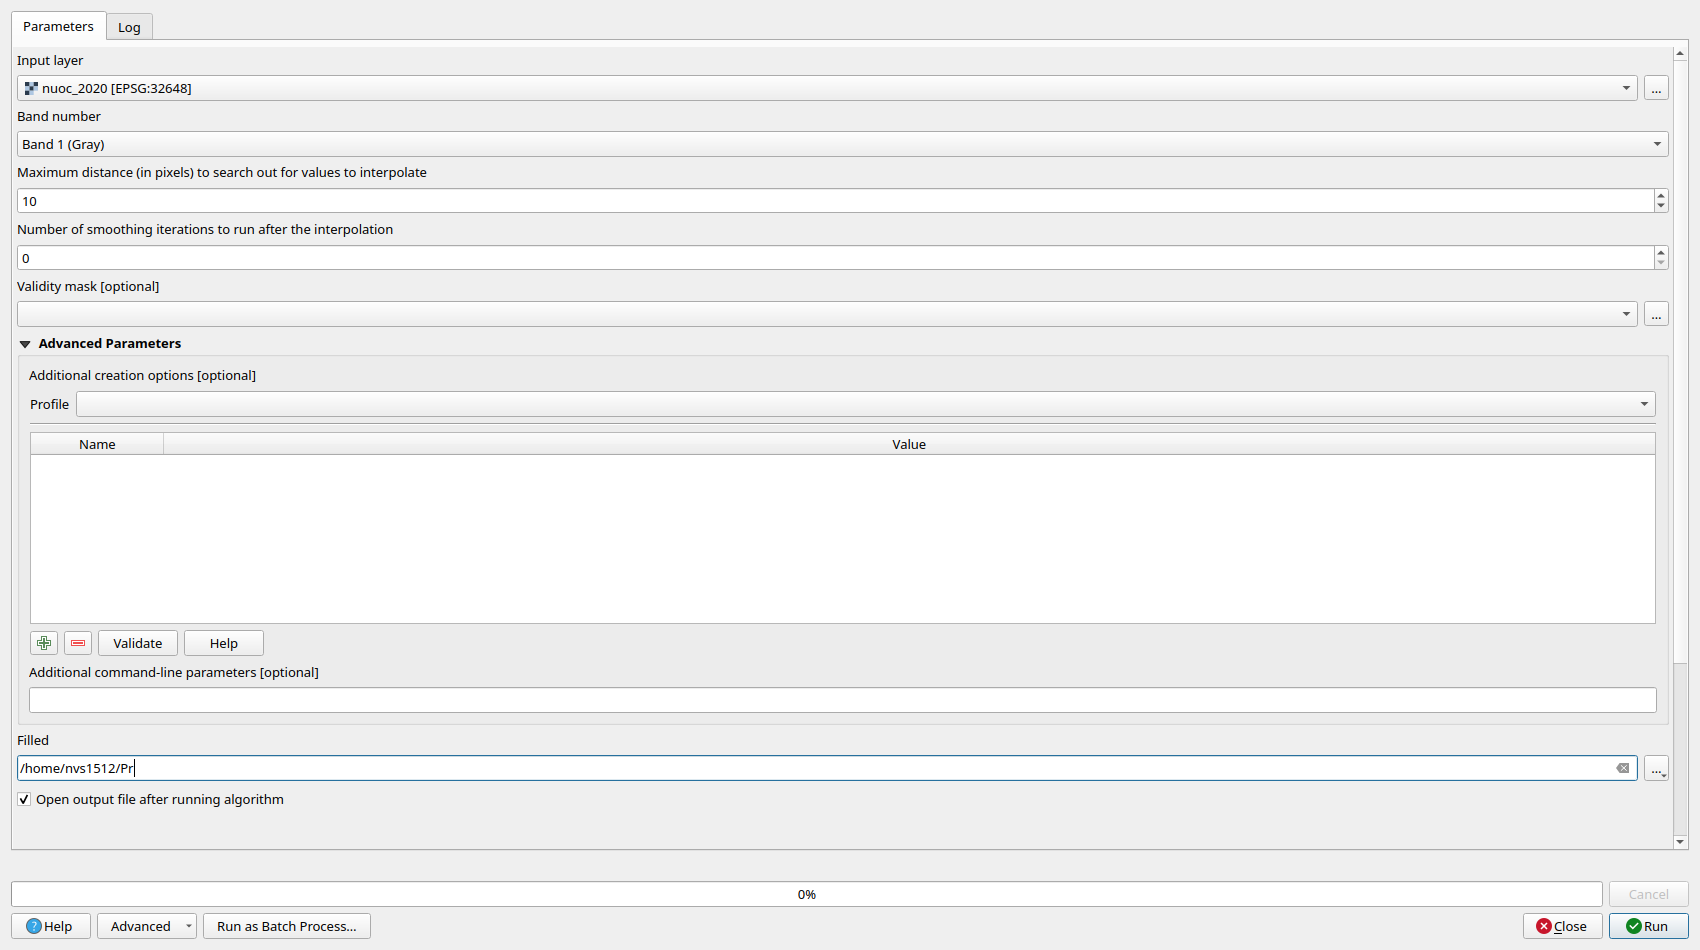 Parameters
Log
Input layer
nuoc_2020 [EPSG:32648]
...
Band number
Band 1 (Gray)
Maximum distance (in pixels) to search out for values to interpolate
10
Number of smoothing iterations to run after the interpolation
0
Validity mask [optional]
...
Advanced Parameters
Additional creation options [optional]
Profile
Name
Value
Validate
Help
Additional command-line parameters [optional]
Filled
/home/nvs1512/Pr
...
Open output file after running algorithm
0%
Cancel
? Help
Advanced
Run as Batch Process...
Close
Run